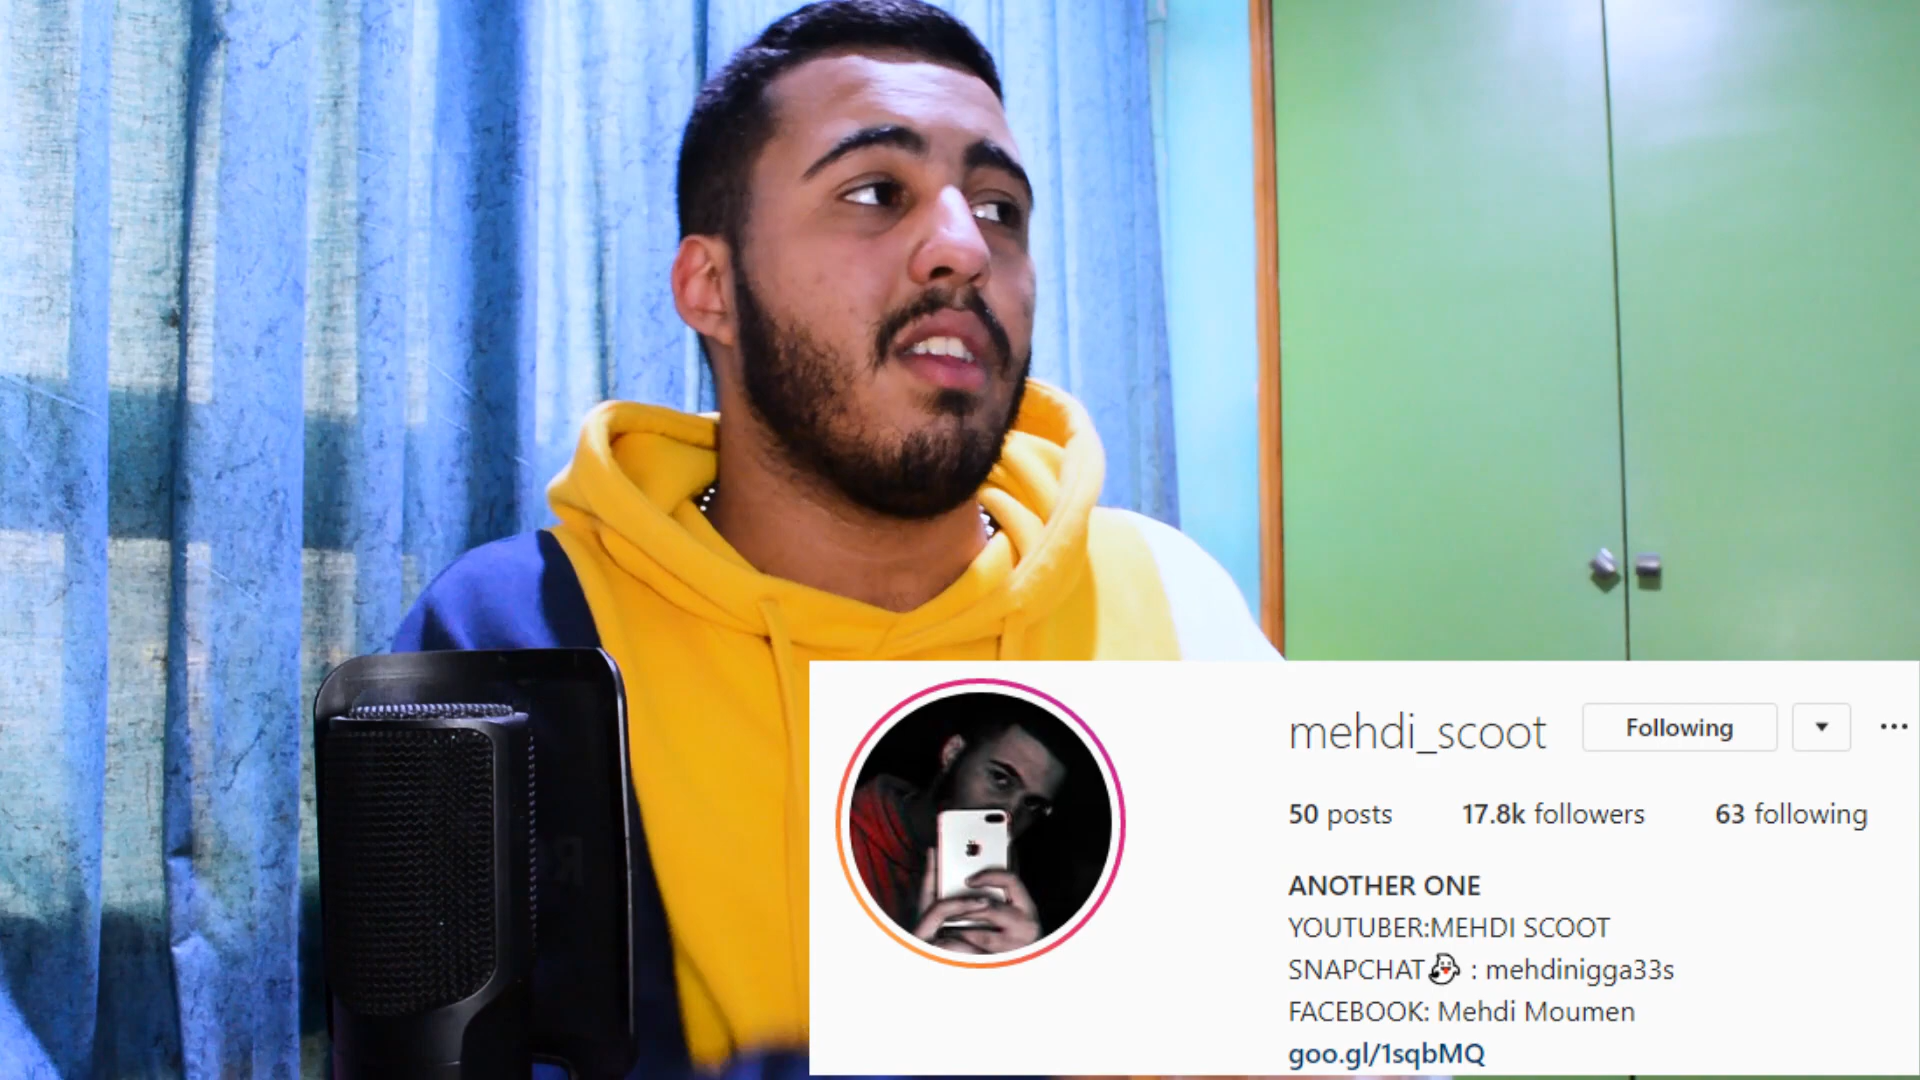 mehdi_scoot Following
50 posts 17.8k followers 63 following
ANOTHER ONE
YOUTUBER:MEHDI SCOOT
SNAPCHAT👻 : mehdinigga33s
FACEBOOK: Mehdi Moumen
goo.gl/1sqbMQ